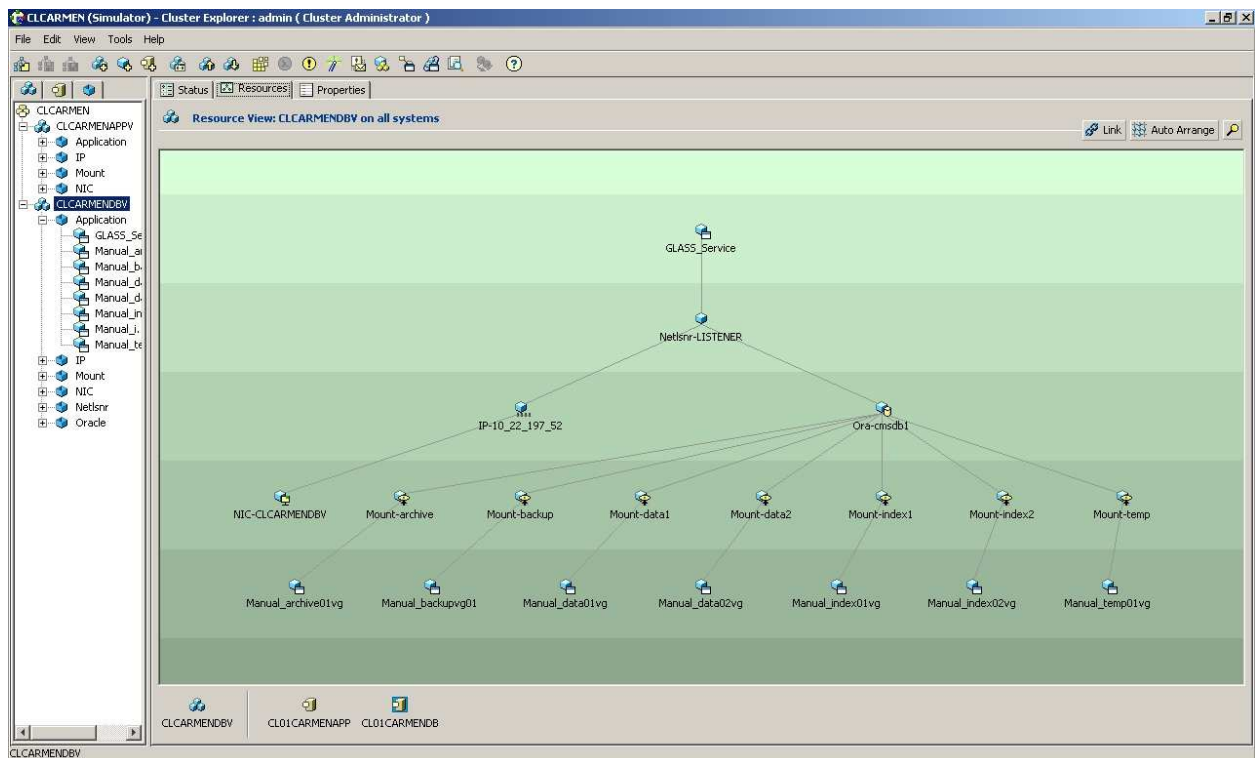 CLCARMEN (Simulator) - Cluster Explorer : admin ( Cluster Administrator )
File Edit View Tools Help
Status Resources Properties
CLCARMEN
CLCARMENAPPV
Application
IP
Mount
NIC
CLCARMENDBV
Application
GLASS_Se
Manual_a
Manual_b
Manual_d
Manual_d
Manual_in
Manual_i.
Manual_te
IP
Mount
NIC
Netlsnr
Oracle
Resource View: CLCARMENDBV on all systems
Link Auto Arrange
GLASS_Service
Netlsnr-LISTENER
IP-10_22_197_52 Ora-cmsdb1
NIC-CLCARMENDBV Mount-archive Mount-backup Mount-data1 Mount-data2 Mount-index1 Mount-index2 Mount-temp
Manual_archive01vg Manual_backupvg01 Manual_data01vg Manual_data02vg Manual_index01vg Manual_index02vg Manual_temp01vg
CLCARMENDBV CL01CARMENAPP CL01CARMENDB
CLCARMENDBV